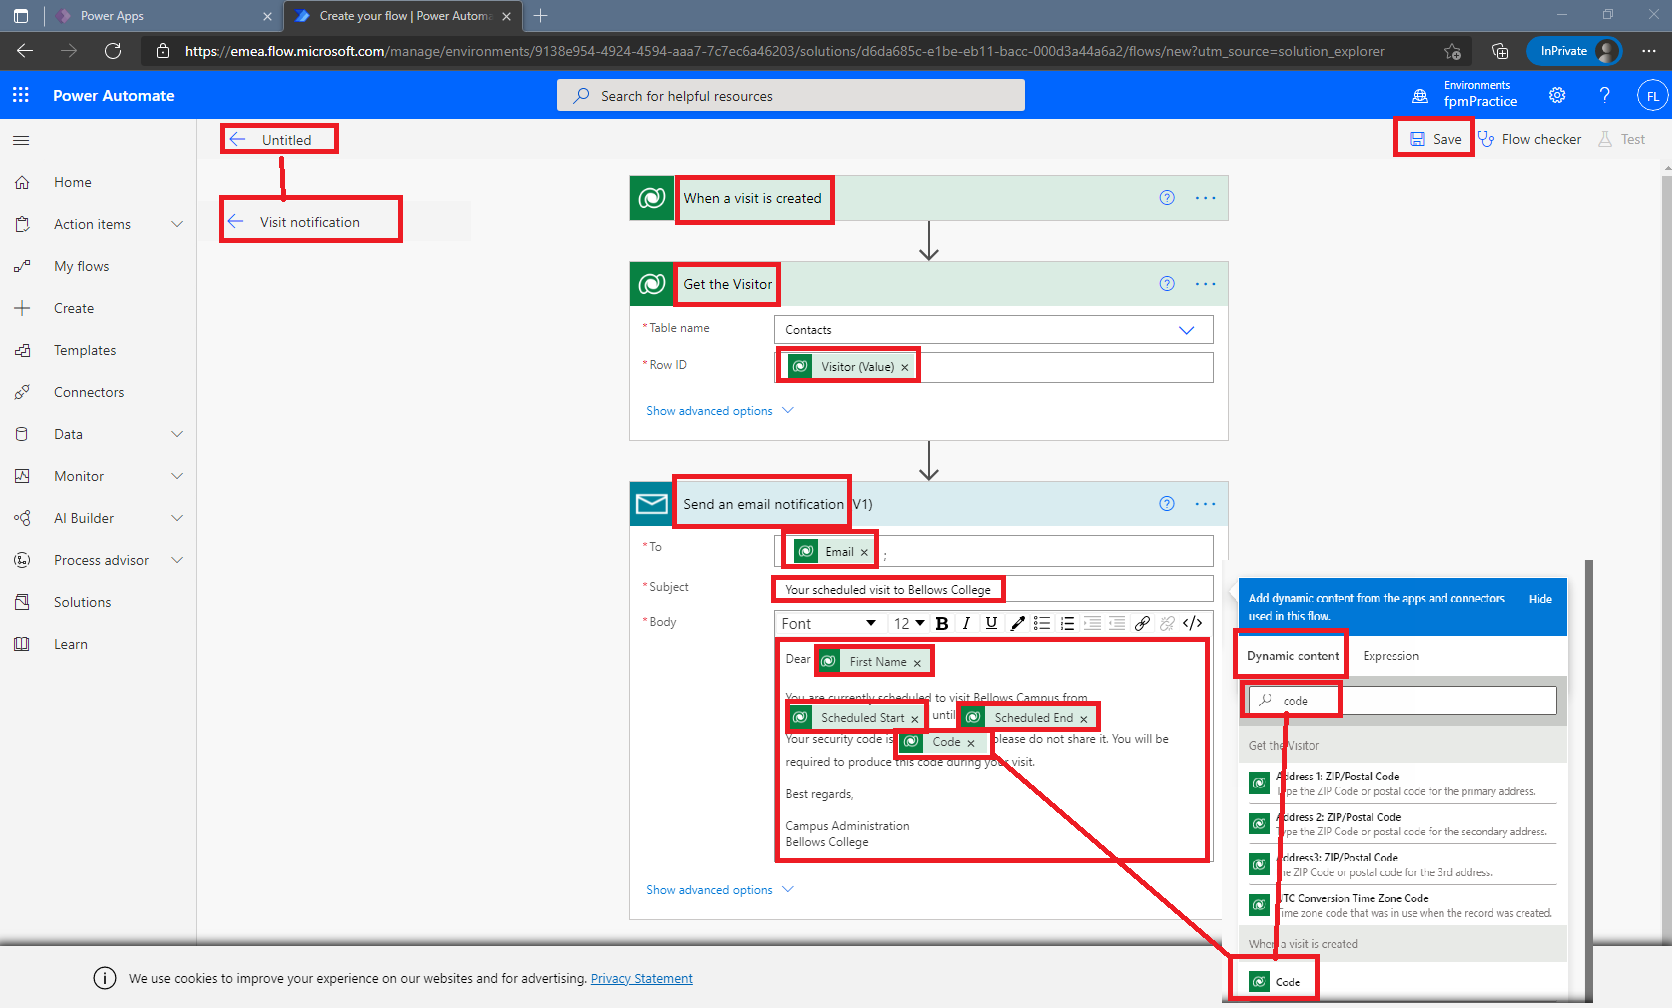 Power Apps
Create your flow | Power Automa
https://emea.flow.microsoft.com/manage/environments/9138e954-4924-4594-aaa7-7c7ec6a46203/solutions/d6da685c-e1be-eb11-bacc-000d3a44a6a2/flows/new?utm_source=solution_explorer
InPrivate
Power Automate
Search for helpful resources
Environments
fpmPractice
FL
Untitled
Save
Flow checker
Test
Visit notification
Home
Action items
My flows
Create
Templates
Connectors
Data
Monitor
AI Builder
Process advisor
Solutions
Learn
When a visit is created
Get the Visitor
*Table name
Contacts
*Row ID
Visitor (Value)
Show advanced options
Send an email notification (V1)
*To
Email ;
*Subject
Your scheduled visit to Bellows College
*Body
Font
12
B I U
</>
Dear First Name
You are currently scheduled to visit Bellows Campus from
Scheduled Start until Scheduled End
Your security code is Code please do not share it. You will be
required to produce this code during your visit.
Best regards,
Campus Administration
Bellows College
Show advanced options
Add dynamic content from the apps and connectors
used in this flow.
Hide
Dynamic content
Expression
code
Get the Visitor
Address 1: ZIP/Postal Code
Type the ZIP Code or postal code for the primary address.
Address 2: ZIP/Postal Code
Type the ZIP Code or postal code for the secondary address.
Address3: ZIP/Postal Code
the ZIP Code or postal code for the 3rd address.
UTC Conversion Time Zone Code
Time zone code that was in use when the record was created.
When a visit is created
Code
We use cookies to improve your experience on our websites and for advertising. Privacy Statement